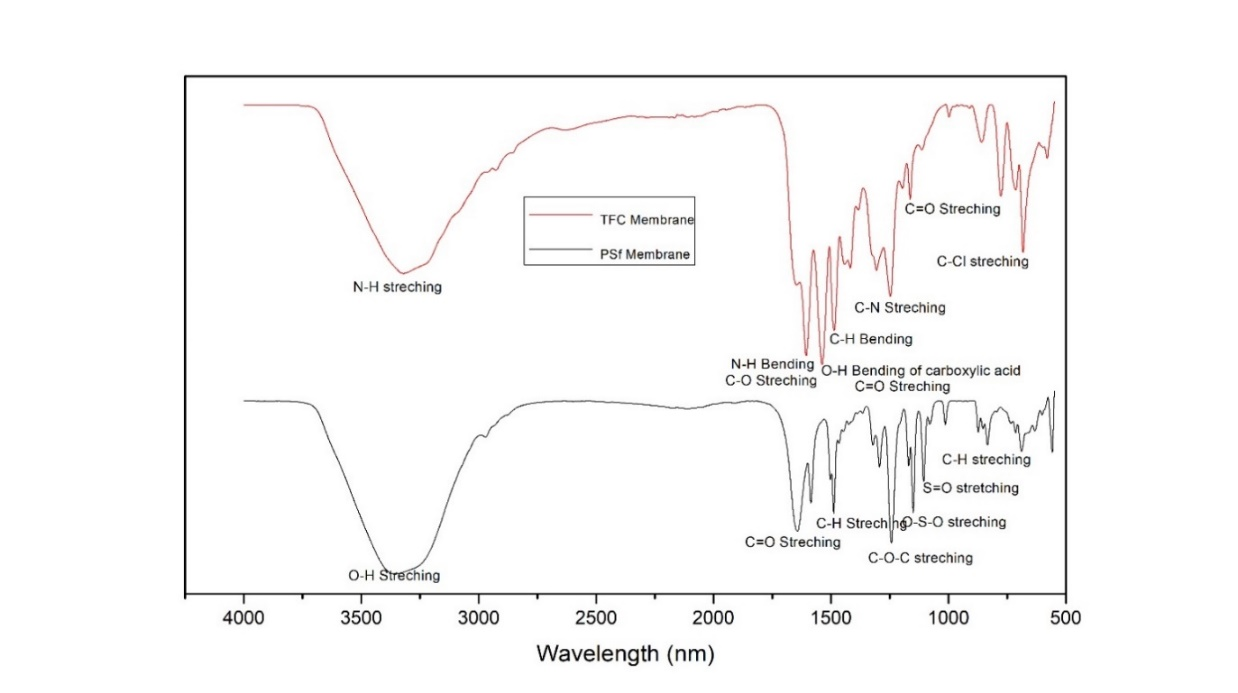 TFC Membrane
PSf Membrane
N-H streching
C=O Streching
C-Cl streching
C-N Streching
C-H Bending
N-H Bending
C-O Streching
O-H Bending of carboxylic acid
C=O Streching
C-H streching
S=O stretching
C-H Streching
O-S-O streching
C=O Streching
C-O-C streching
O-H Streching
4000 3500 3000 2500 2000 1500 1000 500
Wavelength (nm)